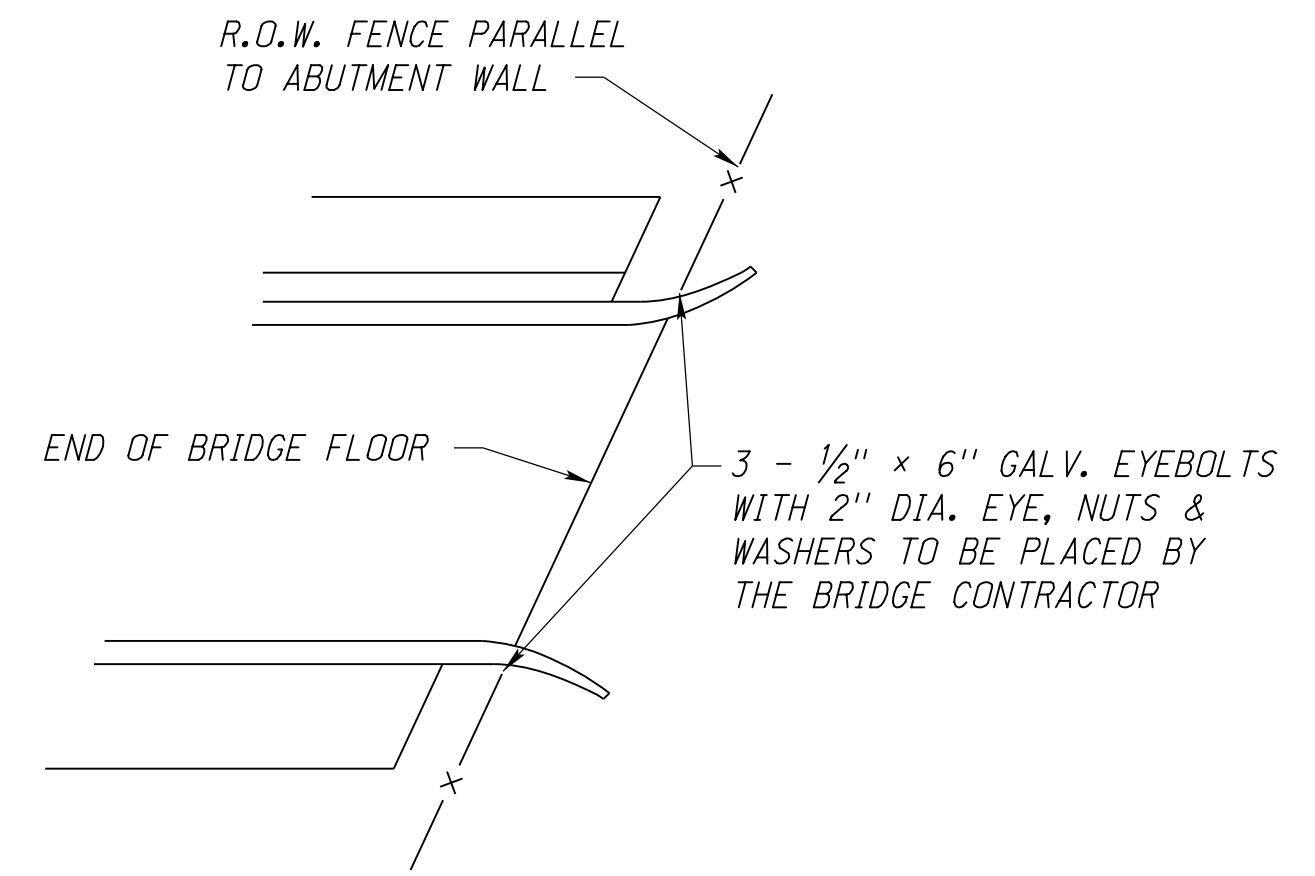 R.O.W. FENCE PARALLEL
TO ABUTMENT WALL
END OF BRIDGE FLOOR
3 - 1/2" × 6" GALV. EYEBOLTS
WITH 2" DIA. EYE, NUTS &
WASHERS TO BE PLACED BY
THE BRIDGE CONTRACTOR